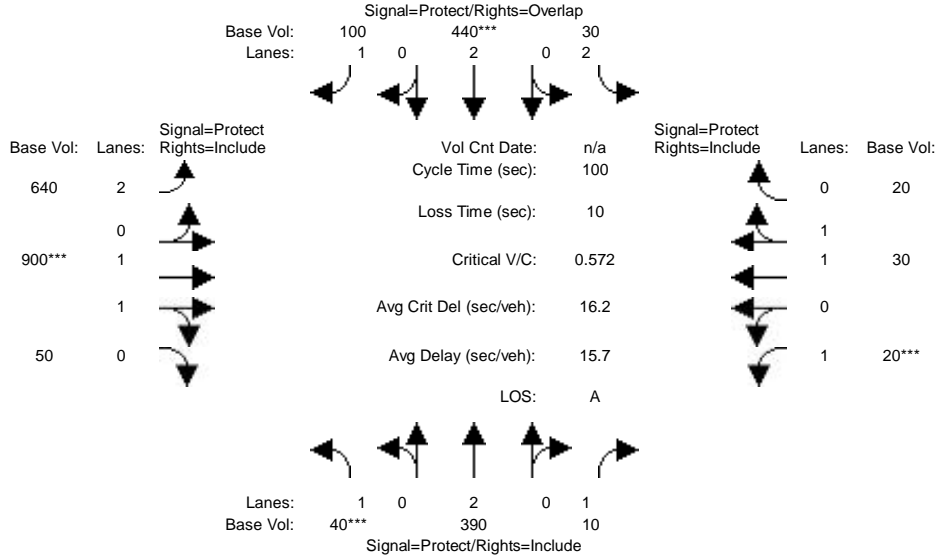 Signal=Protect/Rights=Overlap
Base Vol: 100 440*** 30
Lanes: 1 0 2 0 2
Signal=Protect
Base Vol: Lanes: Rights=Include
Vol Cnt Date: n/a
Signal=Protect
Rights=Include Lanes: Base Vol:
Cycle Time (sec): 100
640 2
0 20
Loss Time (sec): 10
0
1
900*** 1
Critical V/C: 0.572
1 30
1
Avg Crit Del (sec/veh): 16.2
0
50 0
Avg Delay (sec/veh): 15.7
1 20***
LOS: A
Lanes: 1 0 2 0 1
Base Vol: 40*** 390 10
Signal=Protect/Rights=Include